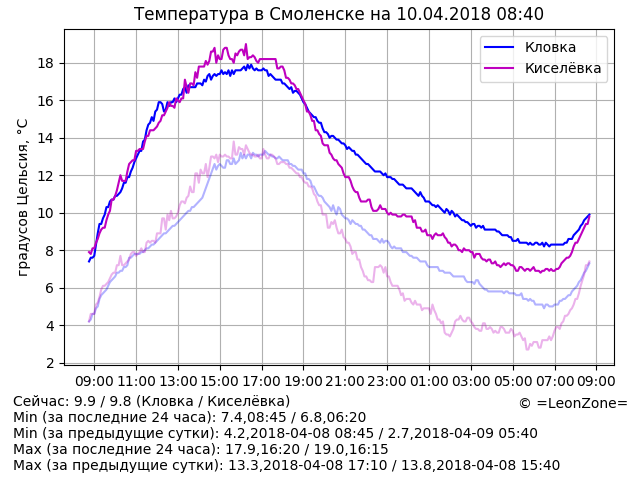 Температура в Смоленске на 10.04.2018 08:40
Кловка
Киселёвка
градусов Цельсия, °C
18
16
14
12
10
8
6
4
2
09:00 11:00 13:00 15:00 17:00 19:00 21:00 23:00 01:00 03:00 05:00 07:00 09:00
Сейчас: 9.9 / 9.8 (Кловка / Киселёвка)
© =LeonZone=
Min (за последние 24 часа): 7.4,08:45 / 6.8,06:20
Min (за предыдущие сутки): 4.2,2018-04-08 08:45 / 2.7,2018-04-09 05:40
Max (за последние 24 часа): 17.9,16:20 / 19.0,16:15
Max (за предыдущие сутки): 13.3,2018-04-08 17:10 / 13.8,2018-04-08 15:40